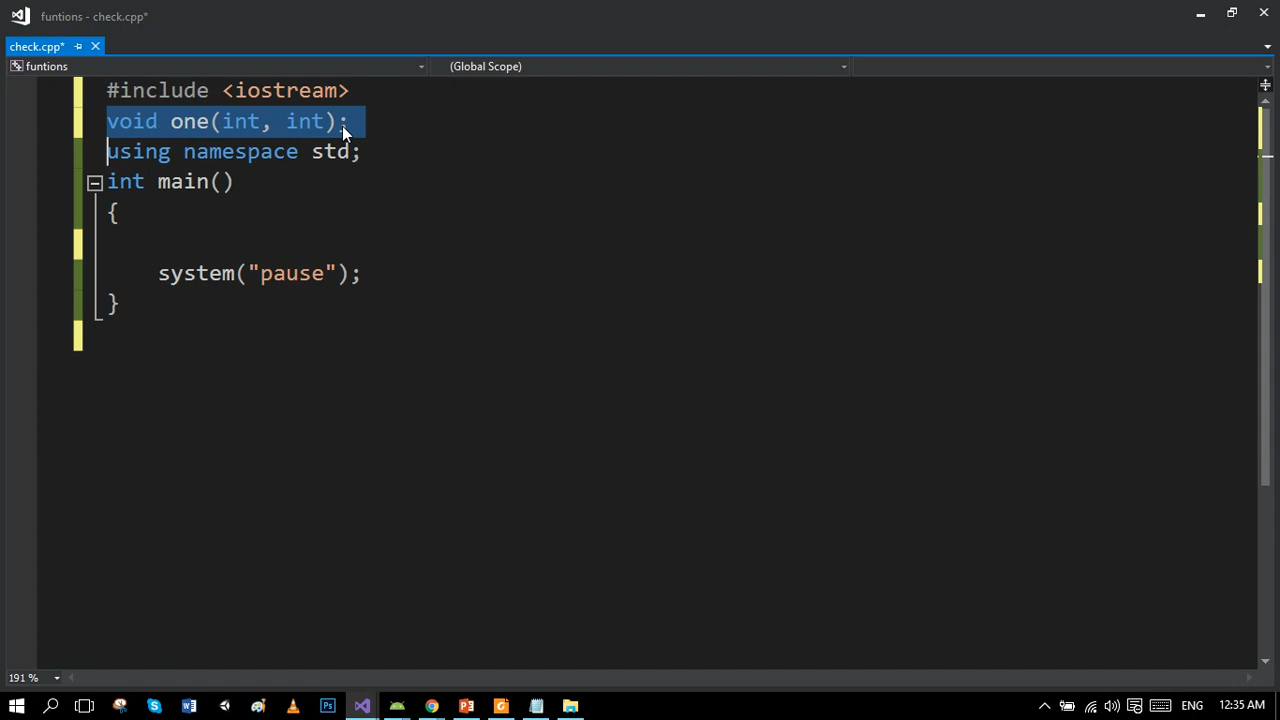 funtions - check.cpp*
check.cpp*
funtions (Global Scope)
#include <iostream>
void one(int, int);
using namespace std;
int main()
{
system("pause");
}
191 %
ENG 12:35 AM